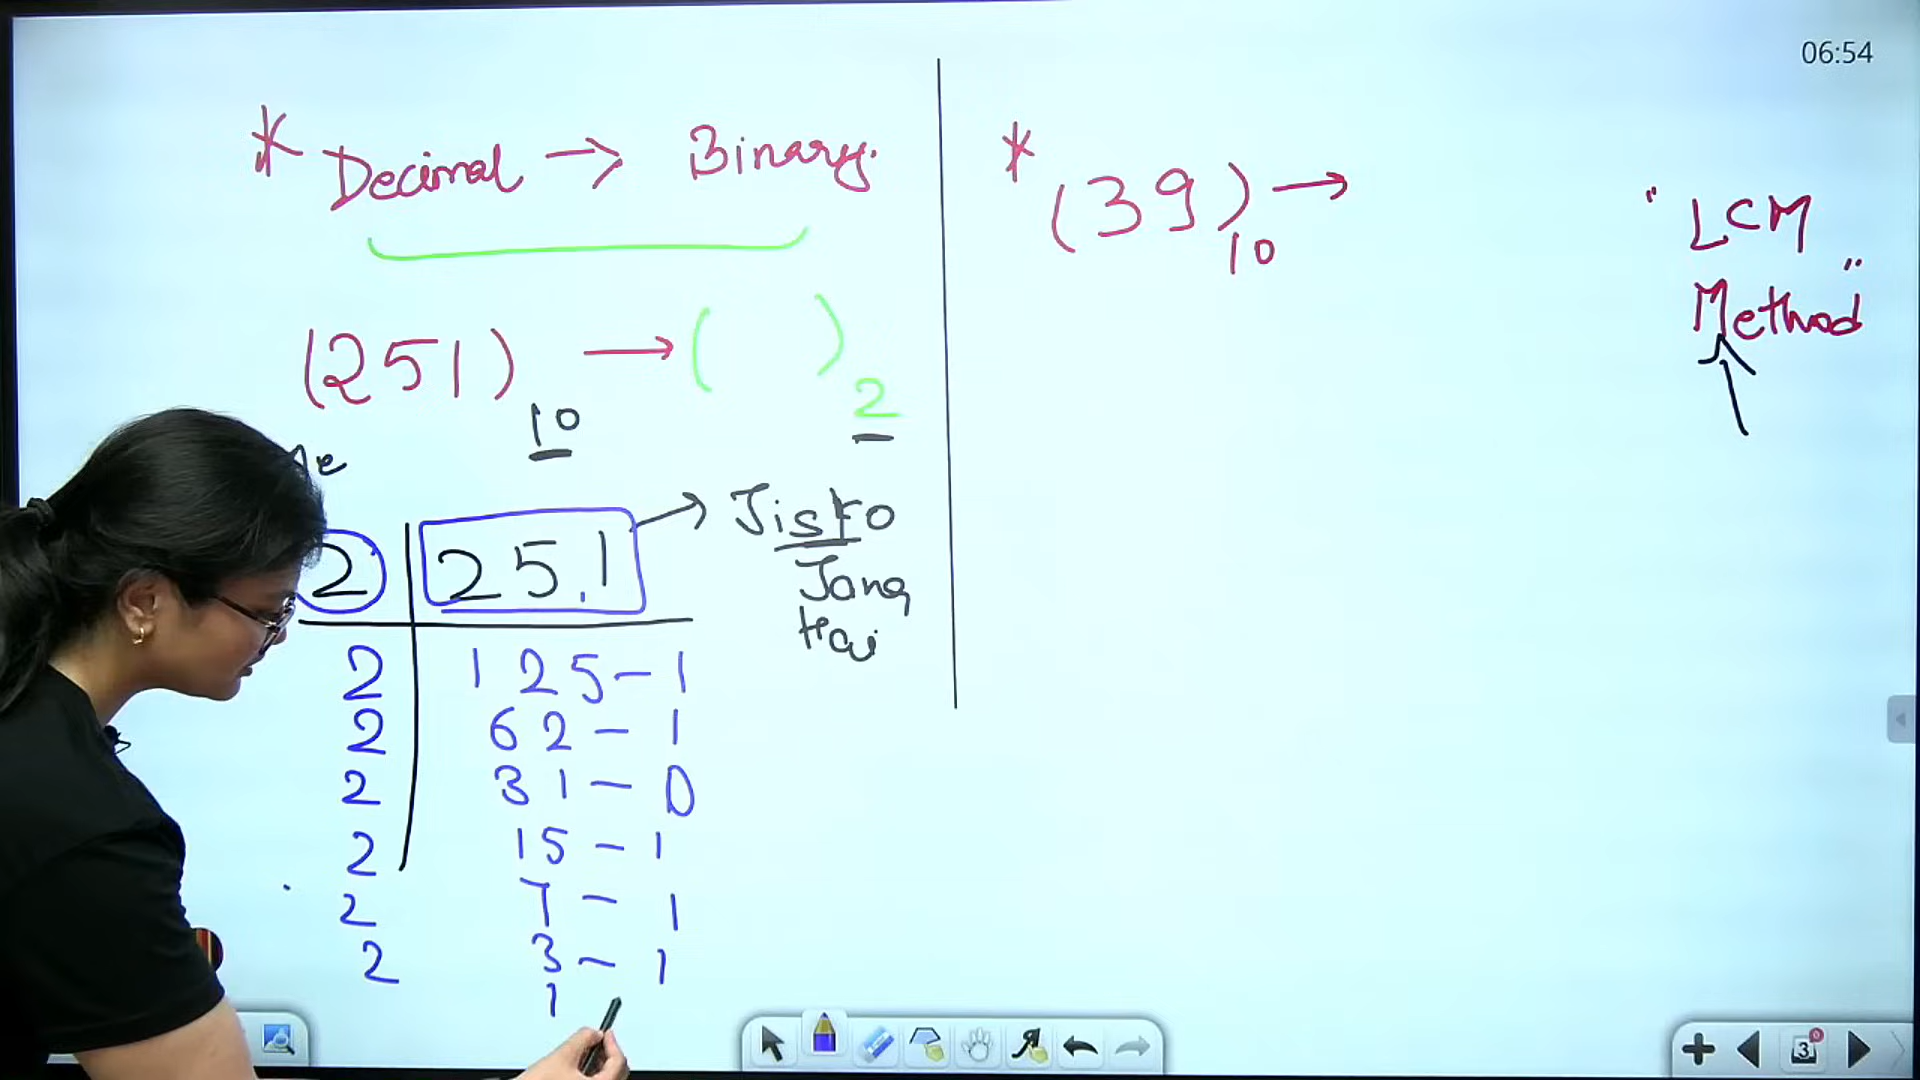 06:54
* Decimal → Binary.
(251)10 → ( )2
2 | 251 → Jisko
Jana
Hai
2 | 125 - 1
2 | 62 - 1
2 | 31 - 0
2 | 15 - 1
2 | 7 - 1
2 | 3 - 1
1
* (39)10 →
" LCM
Method "
3